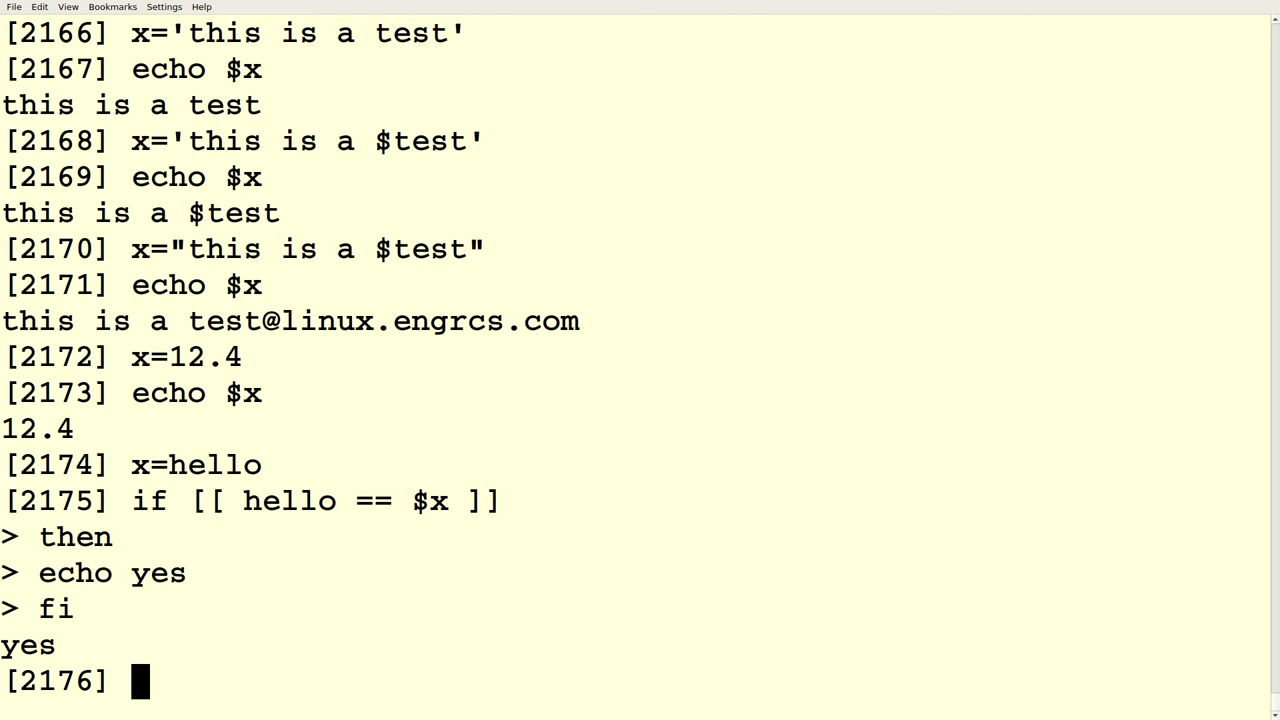 File Edit View Bookmarks Settings Help
[2166] x='this is a test'
[2167] echo $x
this is a test
[2168] x='this is a $test'
[2169] echo $x
this is a $test
[2170] x="this is a $test"
[2171] echo $x
this is a test@linux.engrcs.com
[2172] x=12.4
[2173] echo $x
12.4
[2174] x=hello
[2175] if [[ hello == $x ]]
> then
> echo yes
> fi
yes
[2176]